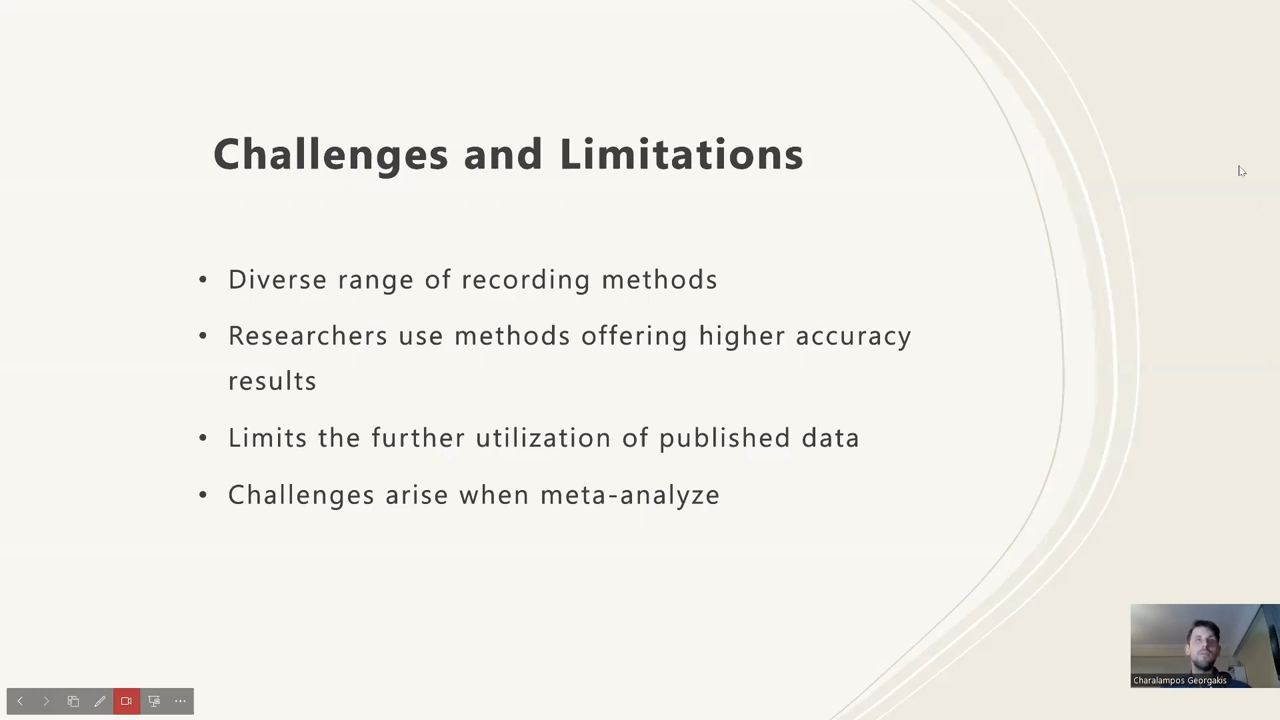 Challenges and Limitations
• Diverse range of recording methods
• Researchers use methods offering higher accuracy
results
• Limits the further utilization of published data
• Challenges arise when meta-analyze
Charalampos Georgakis